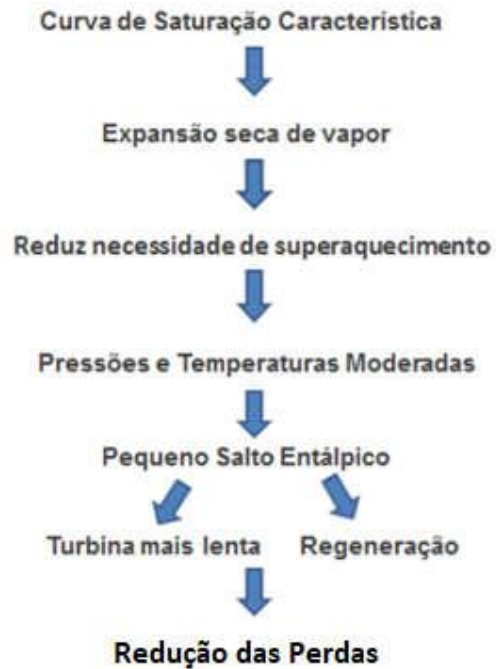 Curva de Saturação Característica
Expansão seca de vapor
Reduz necessidade de superaquecimento
Pressões e Temperaturas Moderadas
Pequeno Salto Entálpico
Turbina mais lenta Regeneração
Redução das Perdas